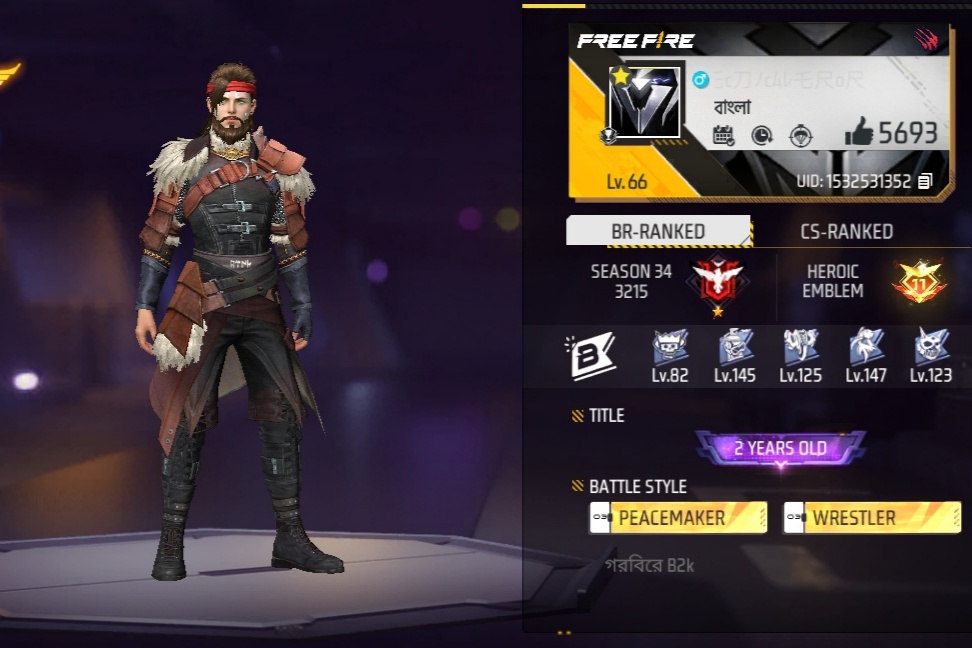 FREE FIRE
বাংলা
5693
Lv. 66
UID: 1532531352
BR-RANKED
CS-RANKED
SEASON 34
3215
HEROIC
EMBLEM
11
B
Lv.82
Lv.145
Lv.125
Lv.147
Lv.123
TITLE
2 YEARS OLD
BATTLE STYLE
PEACEMAKER
WRESTLER
গরবিরে B2k